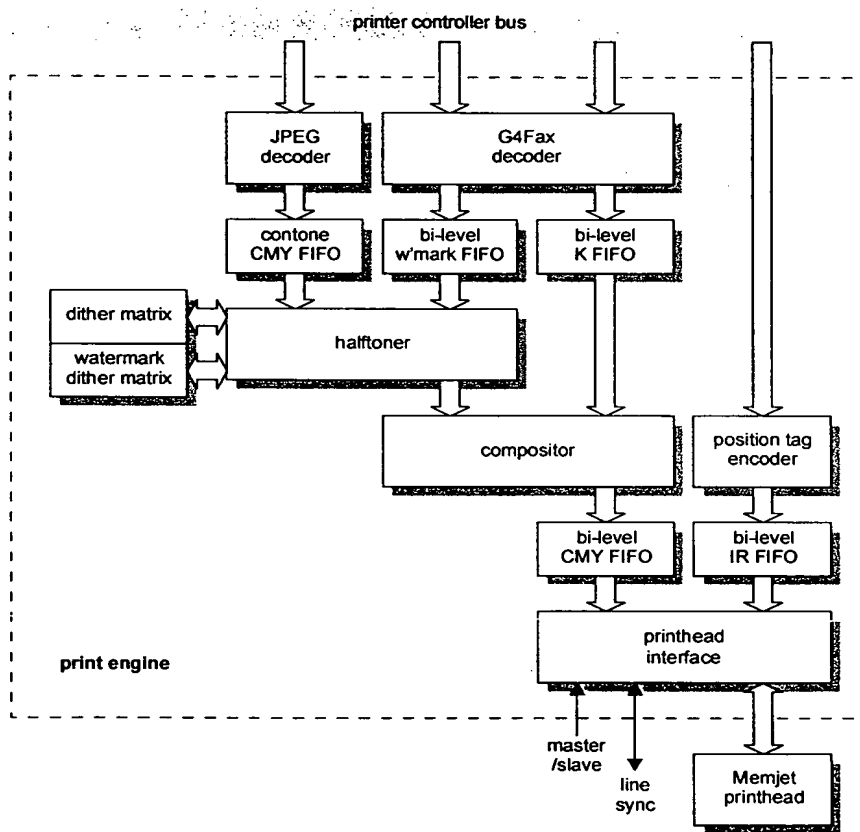 printer controller bus
JPEG
decoder
G4Fax
decoder
contone
CMY FIFO
bi-level
w'mark FIFO
bi-level
K FIFO
dither matrix
watermark
dither matrix
halftoner
compositor
position tag
encoder
bi-level
CMY FIFO
bi-level
IR FIFO
printhead
interface
print engine
master
/slave
line
sync
Memjet
printhead